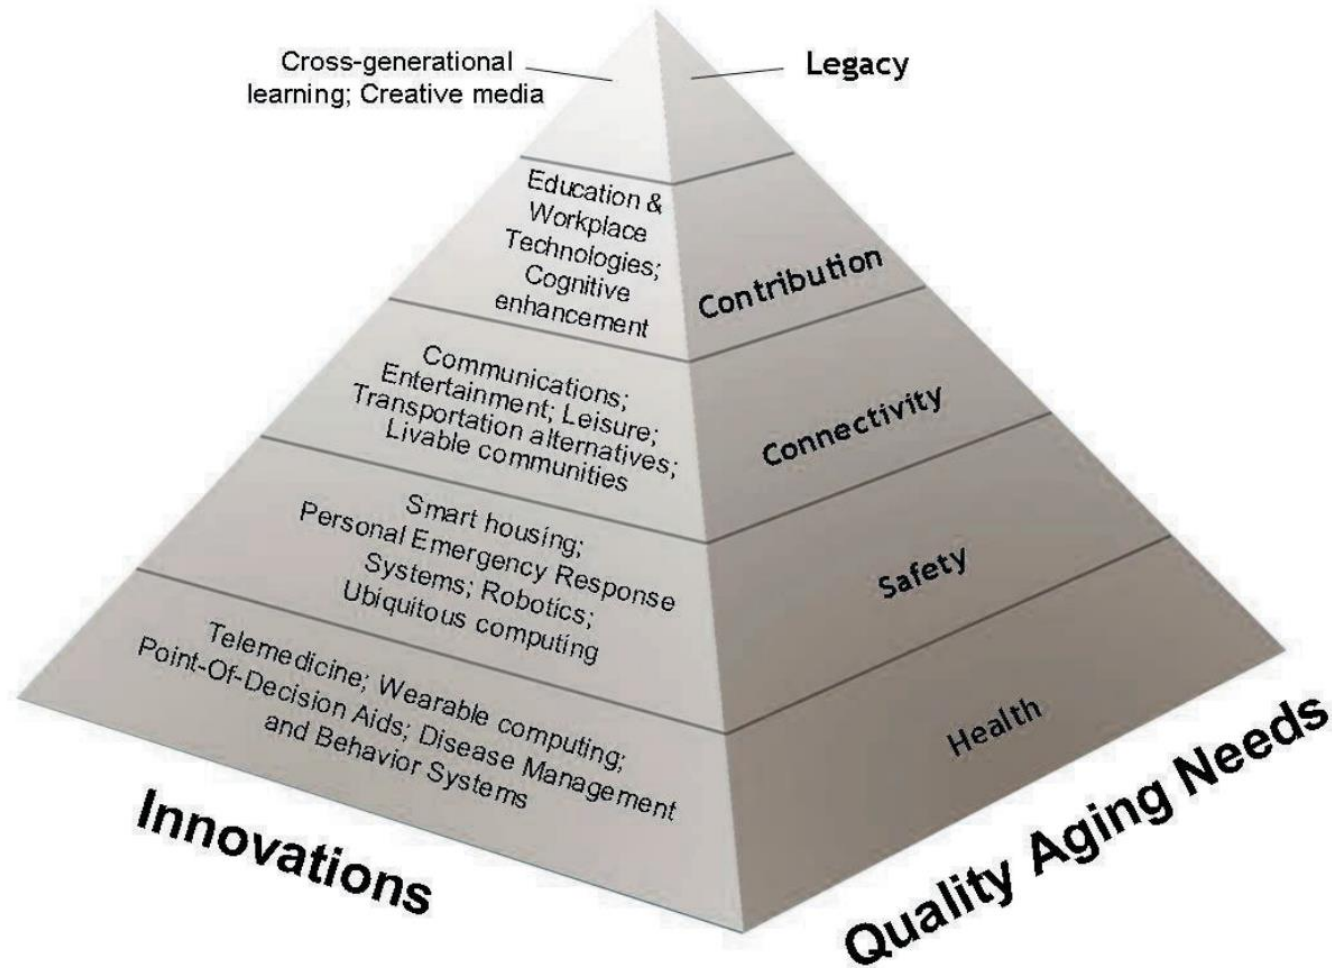 Cross-generational
learning; Creative media
Legacy
Education &
Workplace
Technologies;
Cognitive
enhancement
Contribution
Communications;
Entertainment; Leisure;
Transportation alternatives;
Livable communities
Connectivity
Smart housing;
Personal Emergency Response
Systems; Robotics;
Ubiquitous computing
Safety
Telemedicine; Wearable computing;
Point-Of-Decision Aids; Disease Management
and Behavior Systems
Health
Innovations
Quality Aging Needs